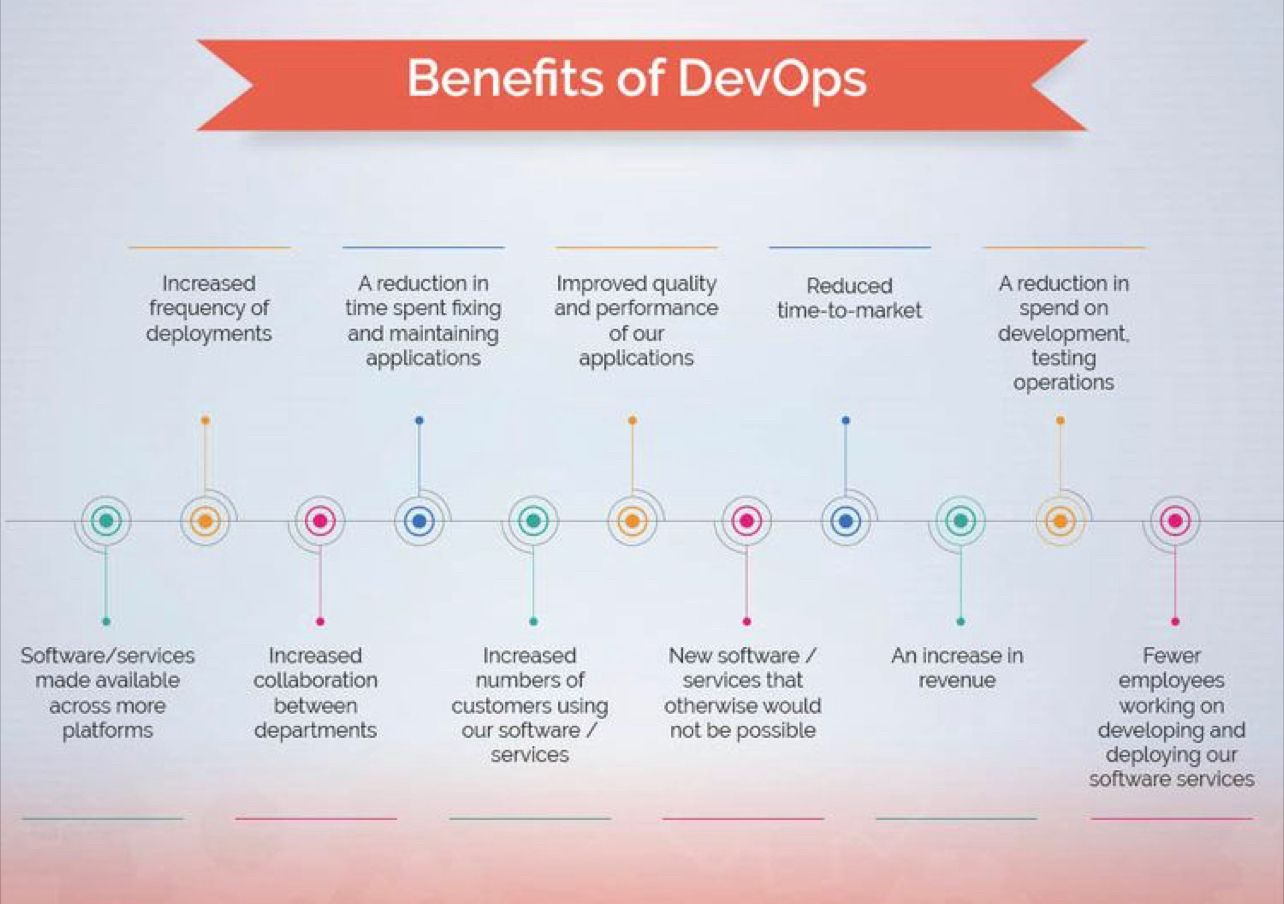 Benefits of DevOps
Increased
frequency of
deployments
A reduction in
time spent fixing
and maintaining
applications
Improved quality
and performance
of our
applications
Reduced
time-to-market
A reduction in
spend on
development,
testing
operations
Software/services
made available
across more
platforms
Increased
collaboration
between
departments
Increased
numbers of
customers using
our software /
services
New software /
services that
otherwise would
not be possible
An increase in
revenue
Fewer
employees
working on
developing and
deploying our
software services